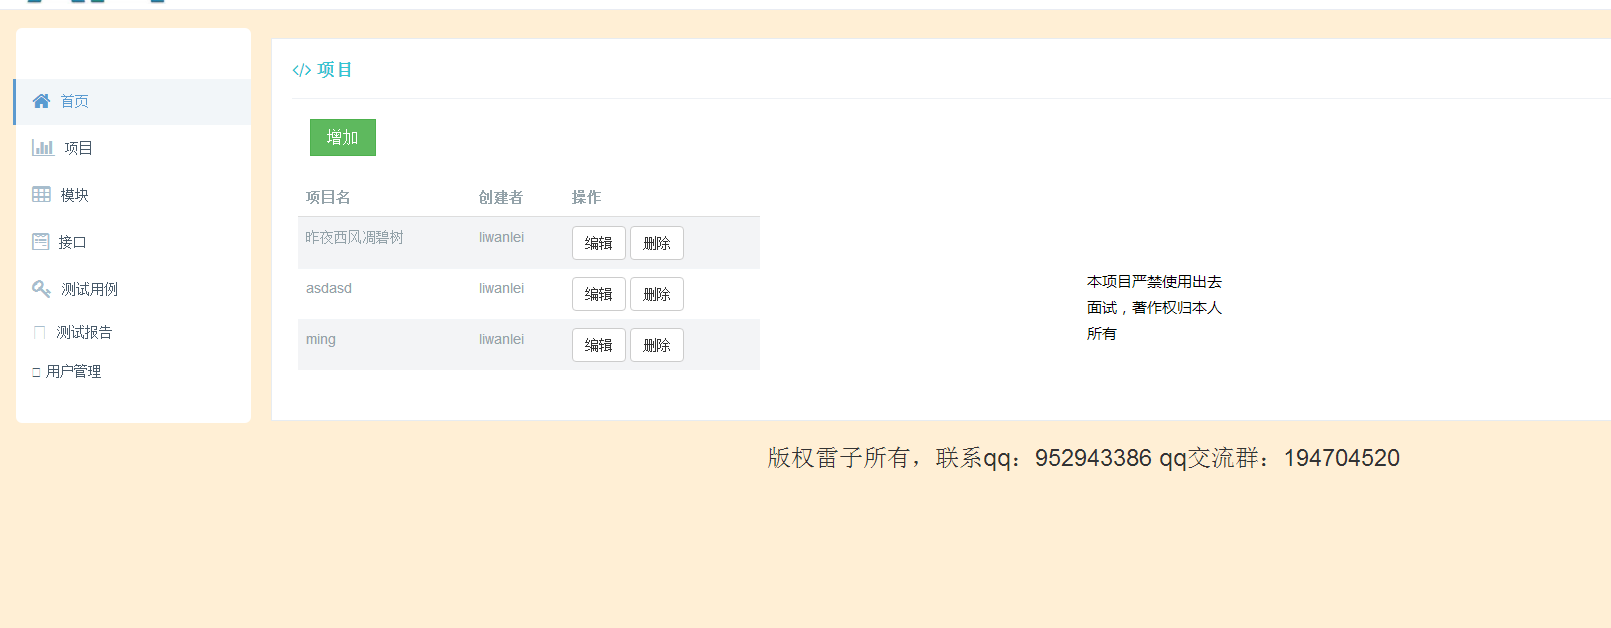 首页
项目
模块
接口
测试用例
测试报告
用户管理
</> 项目
增加
项目名 创建者 操作
昨夜西风凋碧树 liwanlei 编辑 删除
asdasd liwanlei 编辑 删除
ming liwanlei 编辑 删除
本项目严禁使用出去
面试，著作权归本人
所有
版权雷子所有，联系qq：952943386 qq交流群：194704520